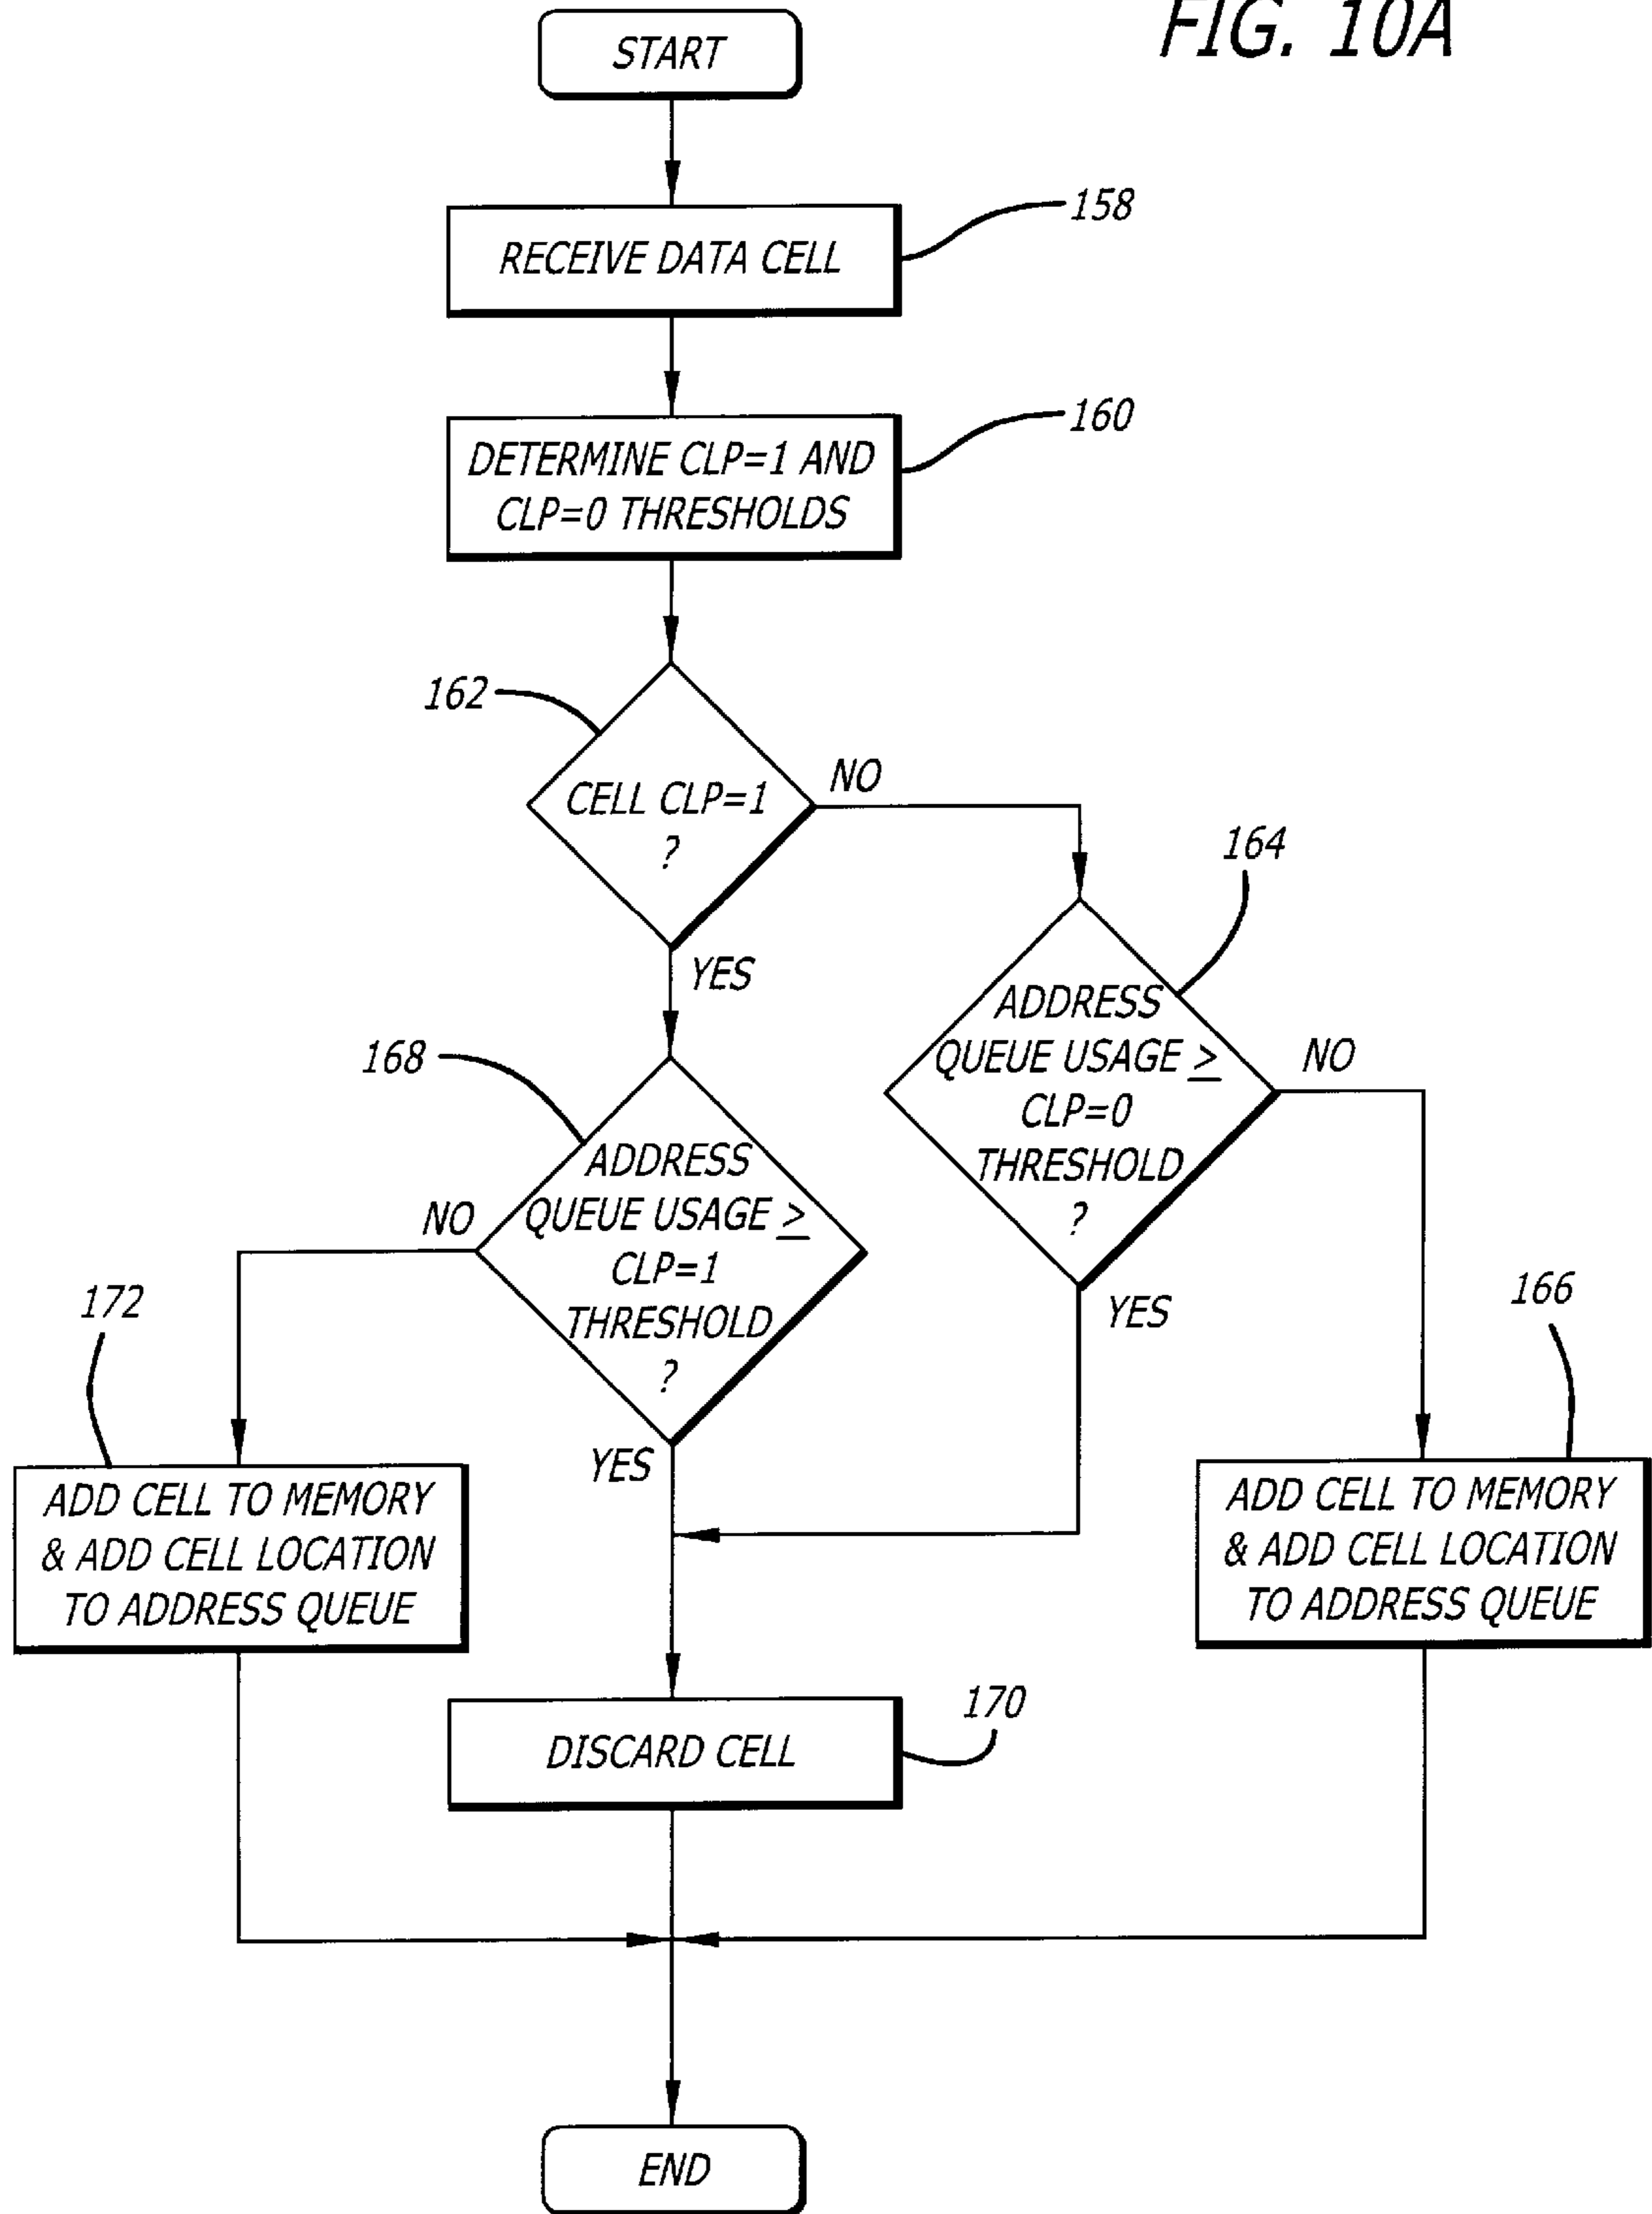 FIG. 10A
START
158
RECEIVE DATA CELL
160
DETERMINE CLP=1 AND
CLP=0 THRESHOLDS
162
CELL CLP=1
?
NO
YES
164
ADDRESS
QUEUE USAGE ≥
CLP=0
THRESHOLD
?
NO
YES
168
ADDRESS
QUEUE USAGE ≥
CLP=1
THRESHOLD
?
NO
YES
172
ADD CELL TO MEMORY
& ADD CELL LOCATION
TO ADDRESS QUEUE
166
ADD CELL TO MEMORY
& ADD CELL LOCATION
TO ADDRESS QUEUE
170
DISCARD CELL
END